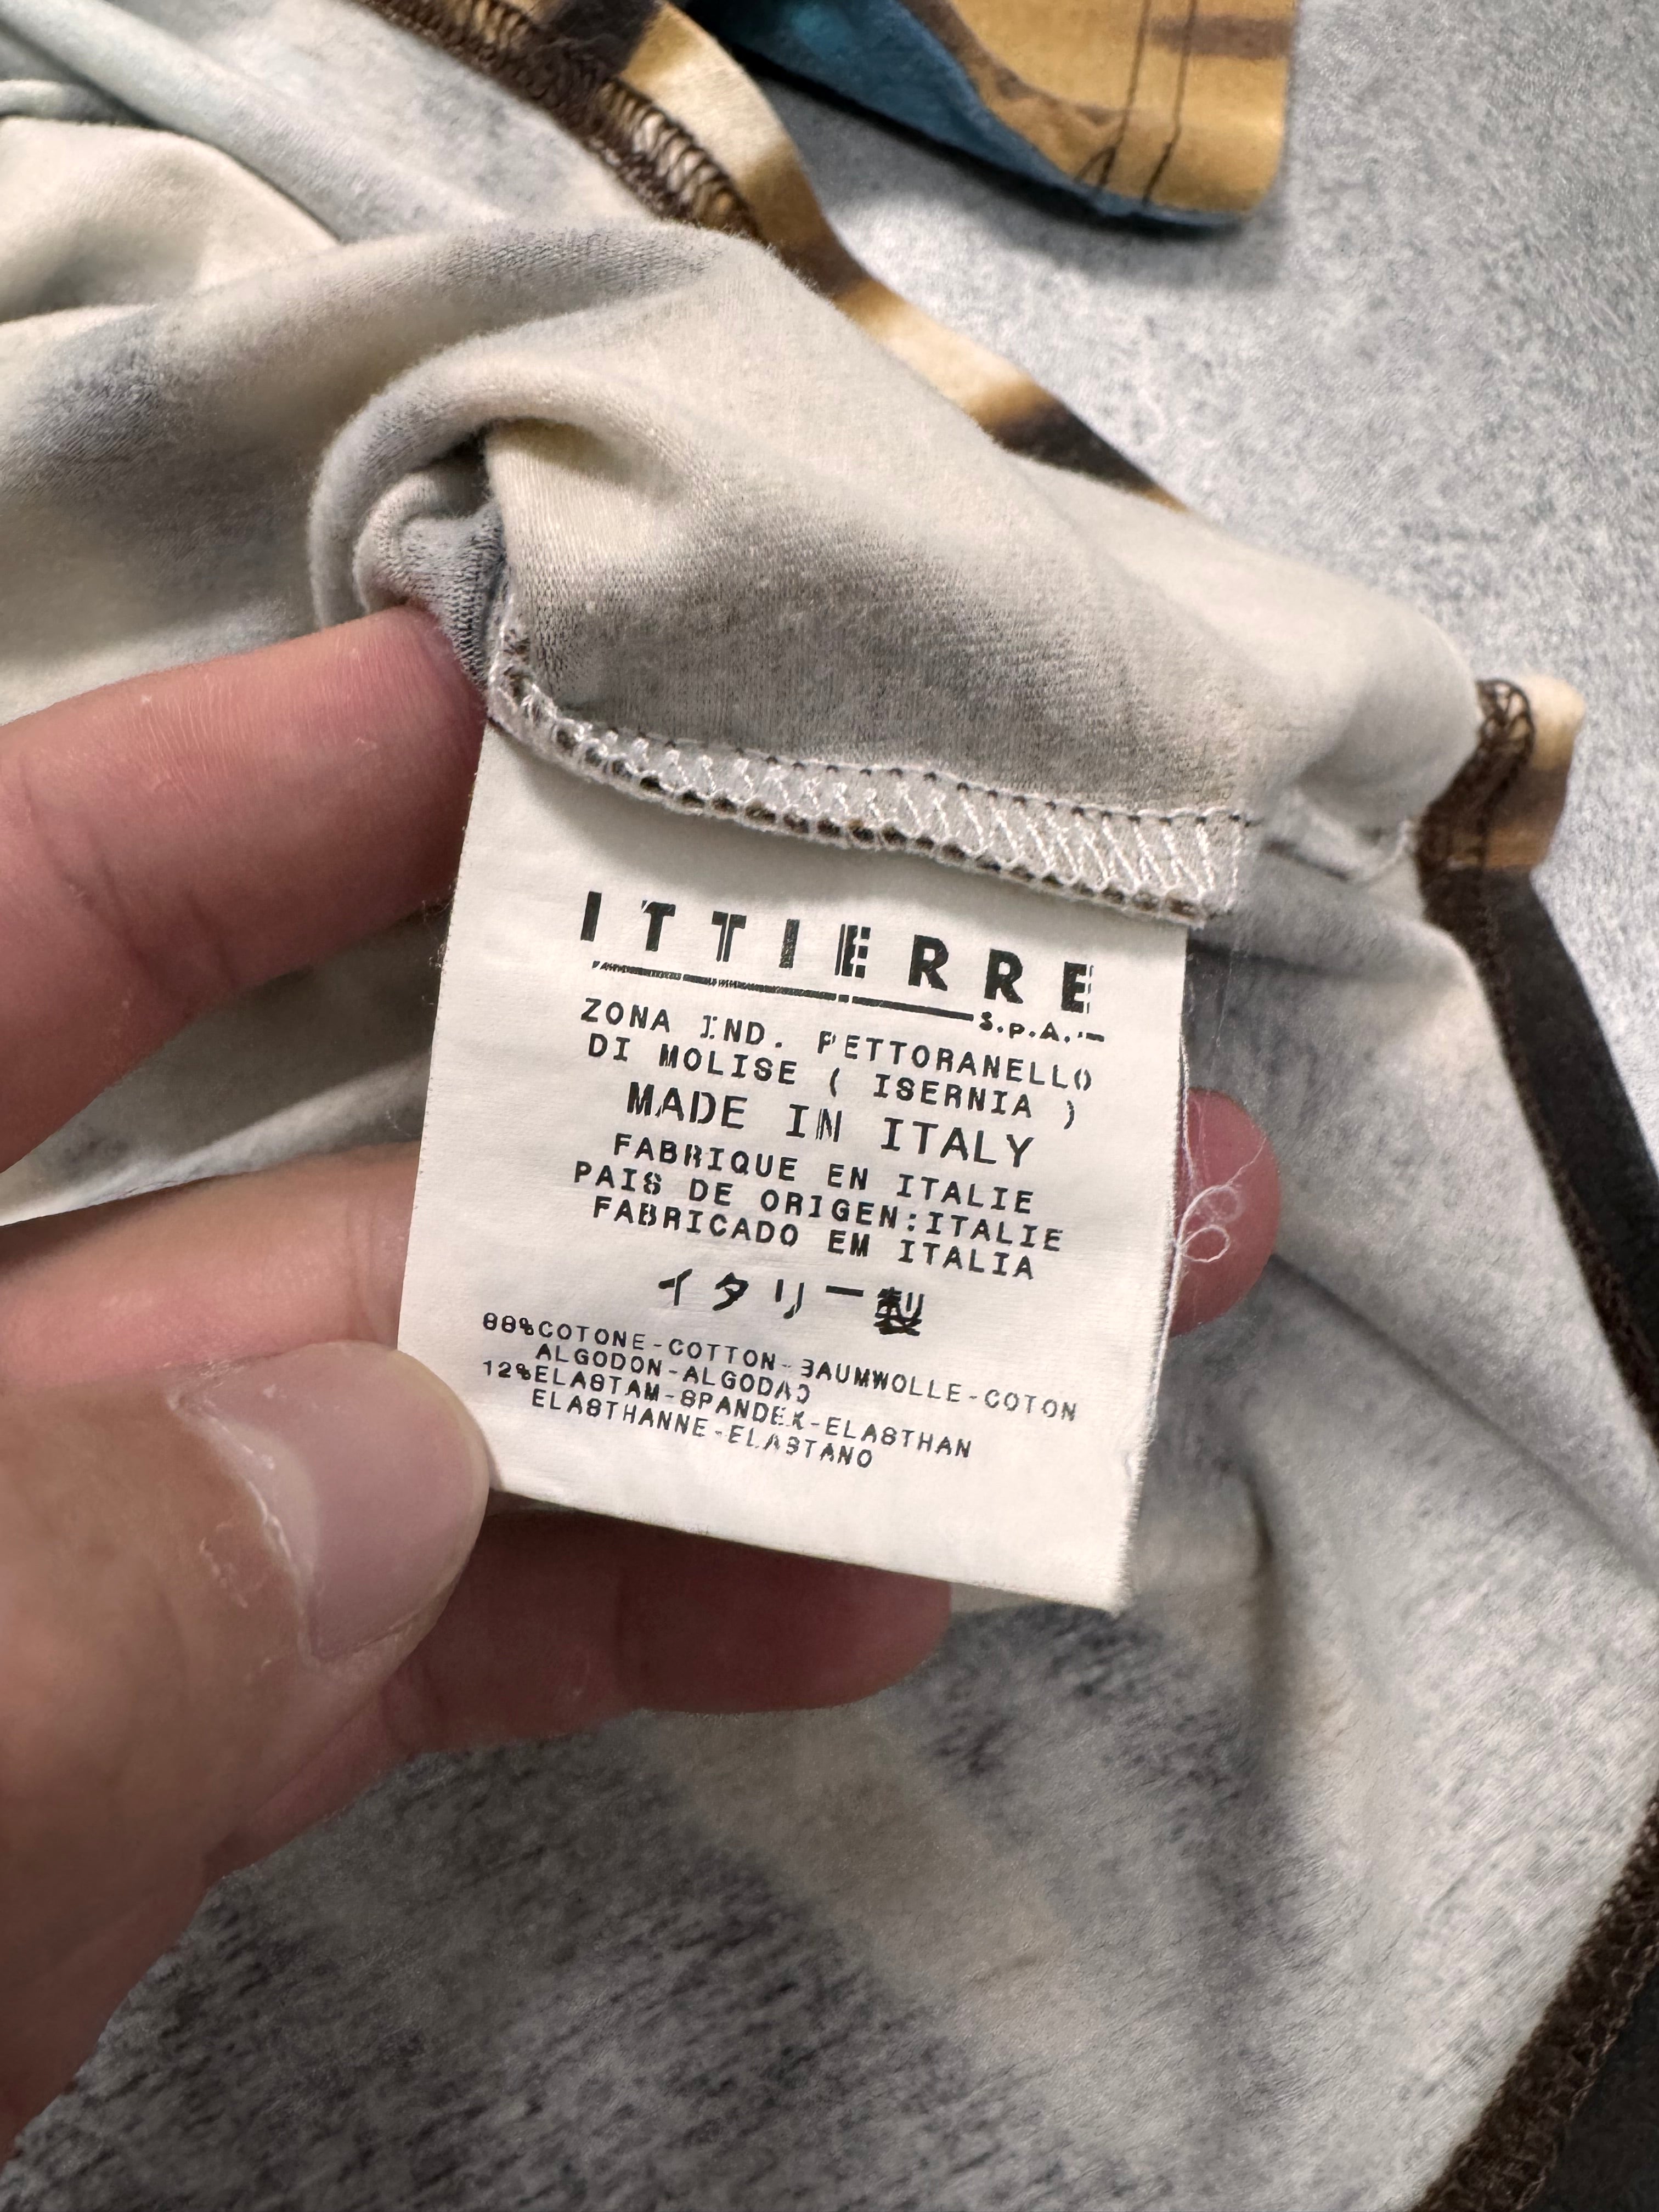 ITTIERRE
S.p.A.
ZONA IND. PETTORANELLO
DI MOLISE ( ISERNIA )
MADE IN ITALY
FABRIQUE EN ITALIE
PAIS DE ORIGEN:ITALIE
FABRICADO EM ITALIA
イタリー製
88%COTONE-COTTON-BAUMWOLLE-COTON
ALGODON-ALGODAO
12%ELASTAM-SPANDEX-ELASTHAN
ELASTHANNE-ELASTANO